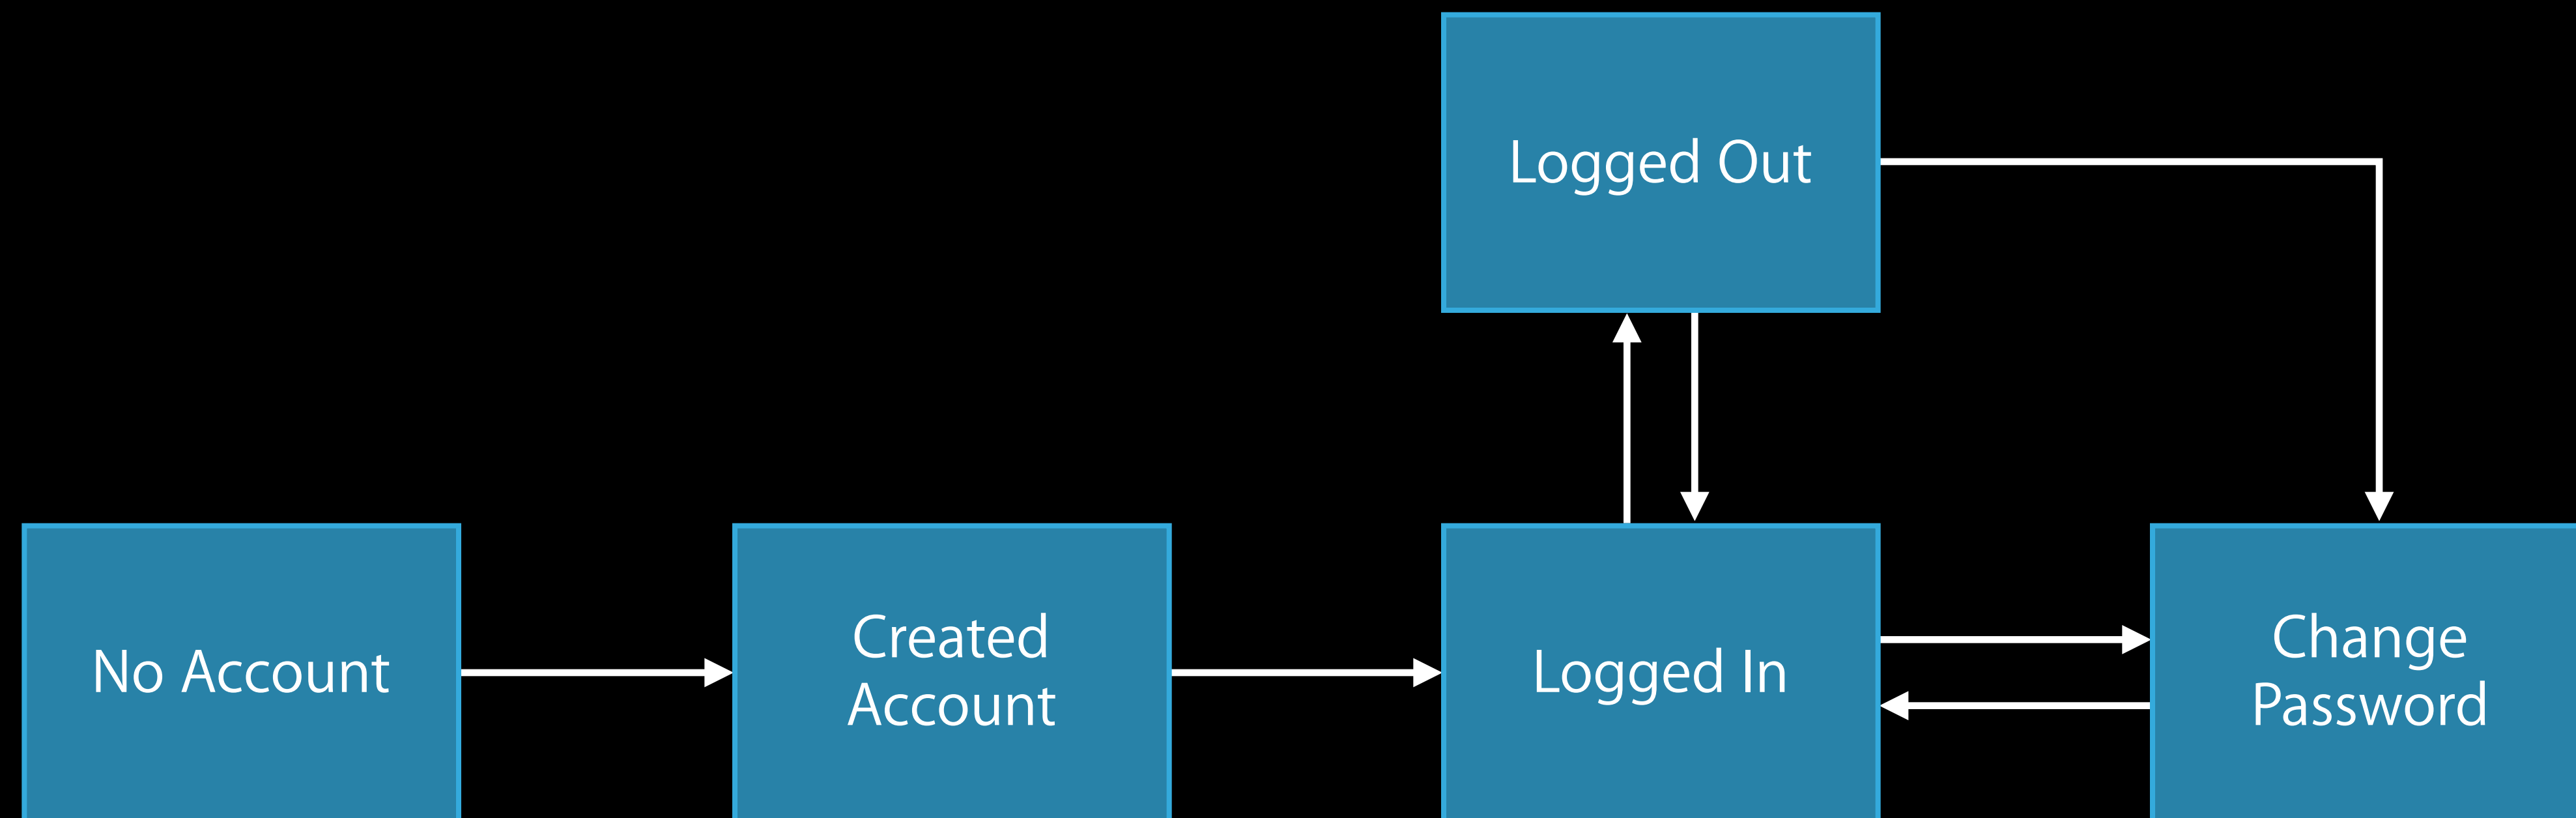 Logged Out
No Account
Created
Account
Logged In
Change
Password